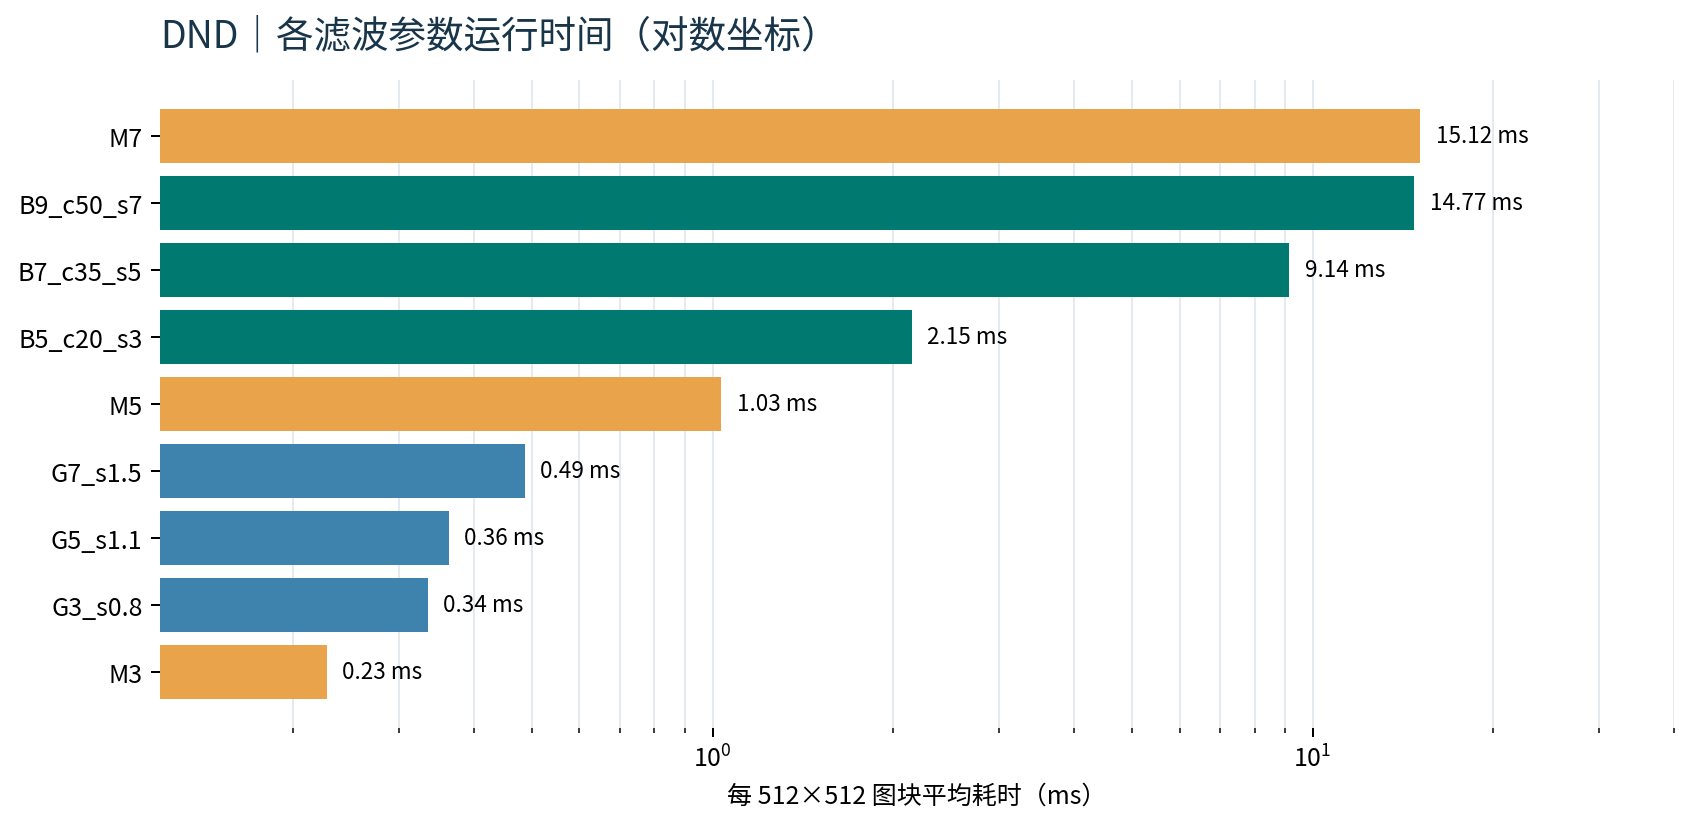 DND｜各滤波参数运行时间（对数坐标）
M7
15.12 ms
B9_c50_s7
14.77 ms
B7_c35_s5
9.14 ms
B5_c20_s3
2.15 ms
M5
1.03 ms
G7_s1.5
0.49 ms
G5_s1.1
0.36 ms
G3_s0.8
0.34 ms
M3
0.23 ms
10⁰
10¹
每 512×512 图块平均耗时（ms）